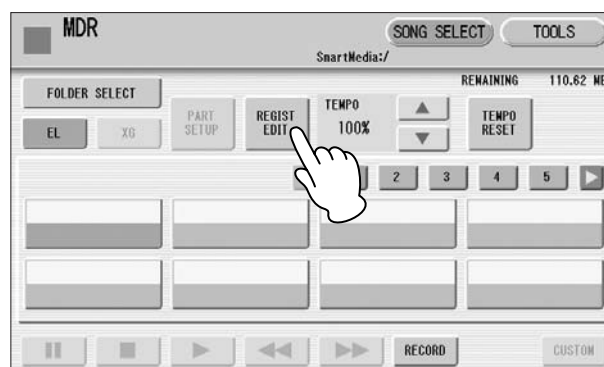 MDR
SONG SELECT
TOOLS
SmartMedia:/
FOLDER SELECT
REMAINING 110.62 ME
EL
XG
PART
SETUP
REGIST
EDIT
TEMPO
100%
TEMPO
RESET
2
3
4
5
RECORD
CUSTOM